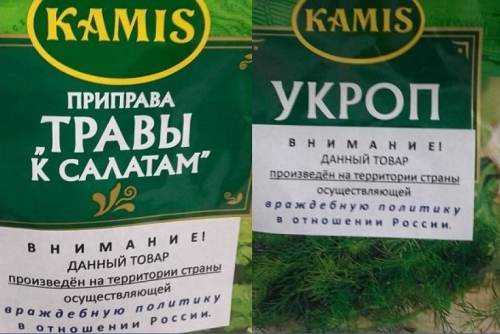 KAMIS
ПРИПРАВА
„ТРАВЫ
К САЛАТАМ”
ВНИМАНИЕ!
ДАННЫЙ ТОВАР
произведён на территории страны
осуществляющей
враждебную политику
в отношении России.
KAMIS
УКРОП
ВНИМАНИЕ!
ДАННЫЙ ТОВАР
произведён на территории страны
осуществляющей
враждебную политику
в отношении России.